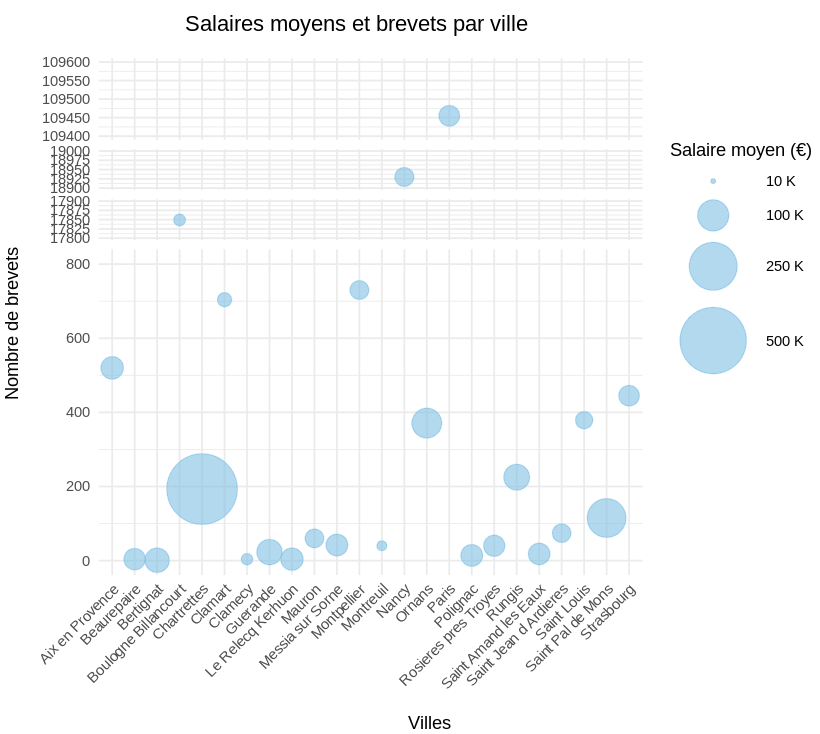 Salaires moyens et brevets par ville
Nombre de brevets
109600
109550
109500
109450
109400
19000
18975
18950
18925
18900
17900
17875
17850
17825
17800
800
600
400
200
0
Aix en Provence
Beaurepaire
Bertignat
Boulogne Billancourt
Chartrettes
Clamart
Clamecy
Guerande
Le Relecq Kerhuon
Mauron
Messia sur Sorne
Montpellier
Montreuil
Nancy
Ornans
Paris
Polignac
Rosieres pres Troyes
Rungis
Saint Amand les Eaux
Saint Jean d Ardieres
Saint Louis
Saint Pal de Mons
Strasbourg
Villes
Salaire moyen (€)
10 K
100 K
250 K
500 K